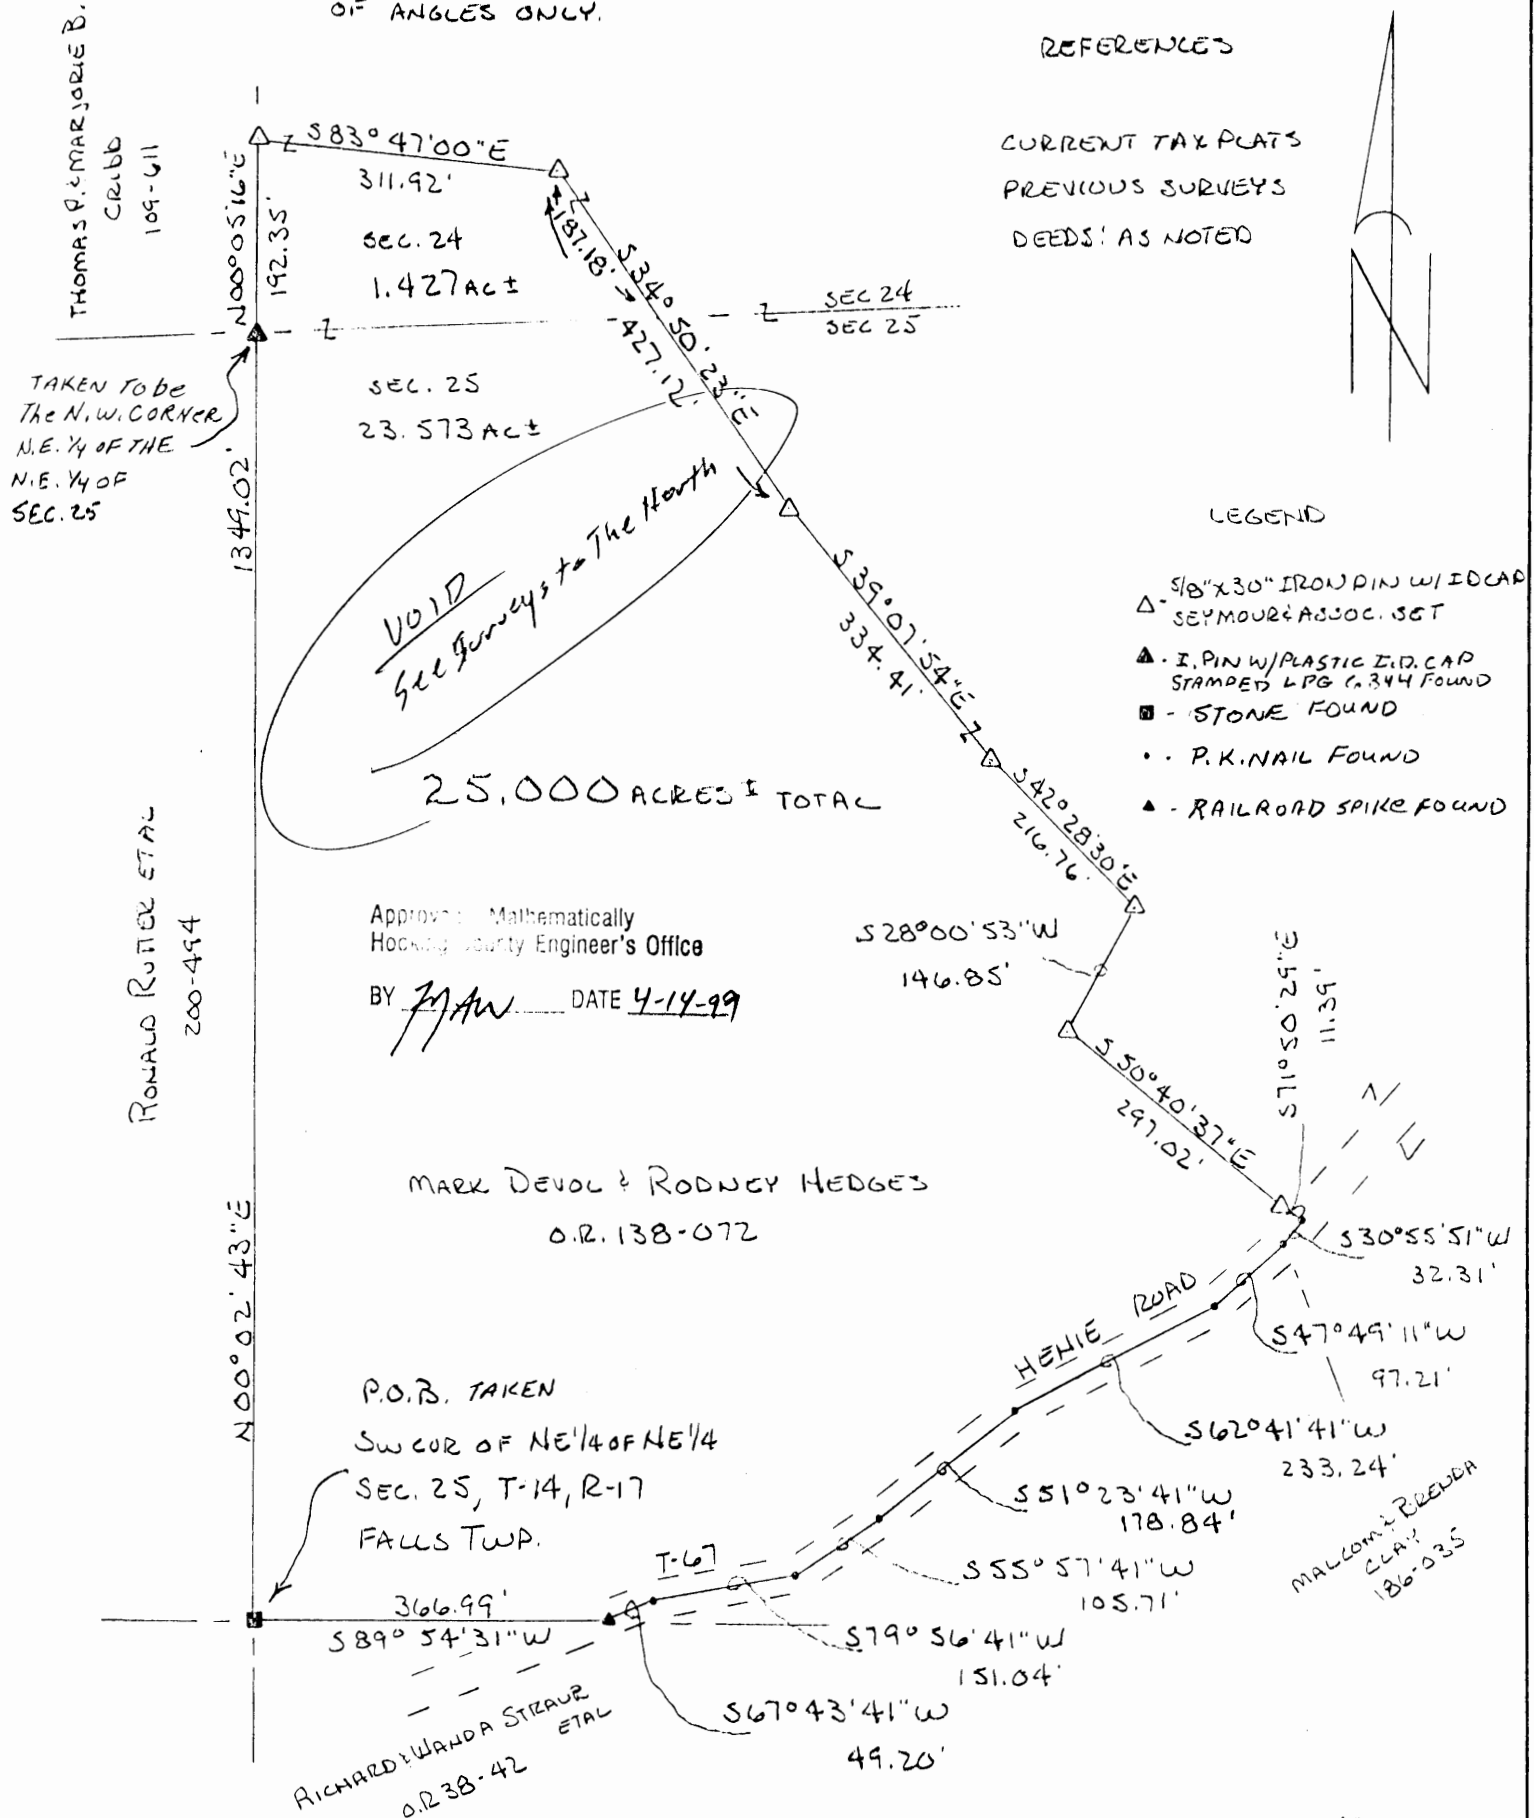 OF ANGLES ONLY.
THOMAS P. & MARJORIE B.
CRIBB
109-611
REFERENCES
CURRENT TAX PLATS
PREVIOUS SURVEYS
DEEDS: AS NOTED
N
S83°47'00"E
311.92'
N00°05'16"E
192.35'
SEC. 24
1.427 AC ±
187.18'
S34°50'23"E
427.12'
SEC 24
SEC 25
TAKEN TO be
The N.W. CORNER
N.E. 1/4 OF THE
N.E. 1/4 OF
SEC. 25
SEC. 25
23.573 AC ±
1349.02'
VOID
See Surveys to The North
LEGEND
5/8"x30" IRON PIN W/ IDCAP
SEYMOUR & ASSOC. SET
I. PIN W/PLASTIC I.D. CAP
STAMPED LPG 6344 FOUND
- STONE FOUND
· P.K. NAIL FOUND
- RAILROAD SPIKE FOUND
S39°07'54"E
334.41'
25.000 ACRES ± TOTAL
S42°28'30"E
216.76'
RONALD RUTTER ETAL
200-494
Approved Mathematically
Hocking County Engineer's Office
BY MAW DATE 4-14-99
S28°00'53"W
146.85'
S71°50'29"E
11.39'
S50°40'37"E
297.02'
MARK DEVOL & RODNEY HEDGES
O.R. 138-072
N00°02'43"E
S30°55'51"W
32.31'
HENIE ROAD
S47°49'11"W
97.21'
P.O.B. TAKEN
SW COR OF NE 1/4 OF NE 1/4
SEC. 25, T-14, R-17
FALLS TWP.
S62°41'41"W
233.24'
S51°23'41"W
178.84'
MALCOM & BRENDA
CLAY
186-035
T-67
S55°57'41"W
105.71'
366.99'
S89°54'31"W
S79°56'41"W
151.04'
S67°43'41"W
49.20'
RICHARD & WANDA STRAUR
ETAL
O.R 38-42